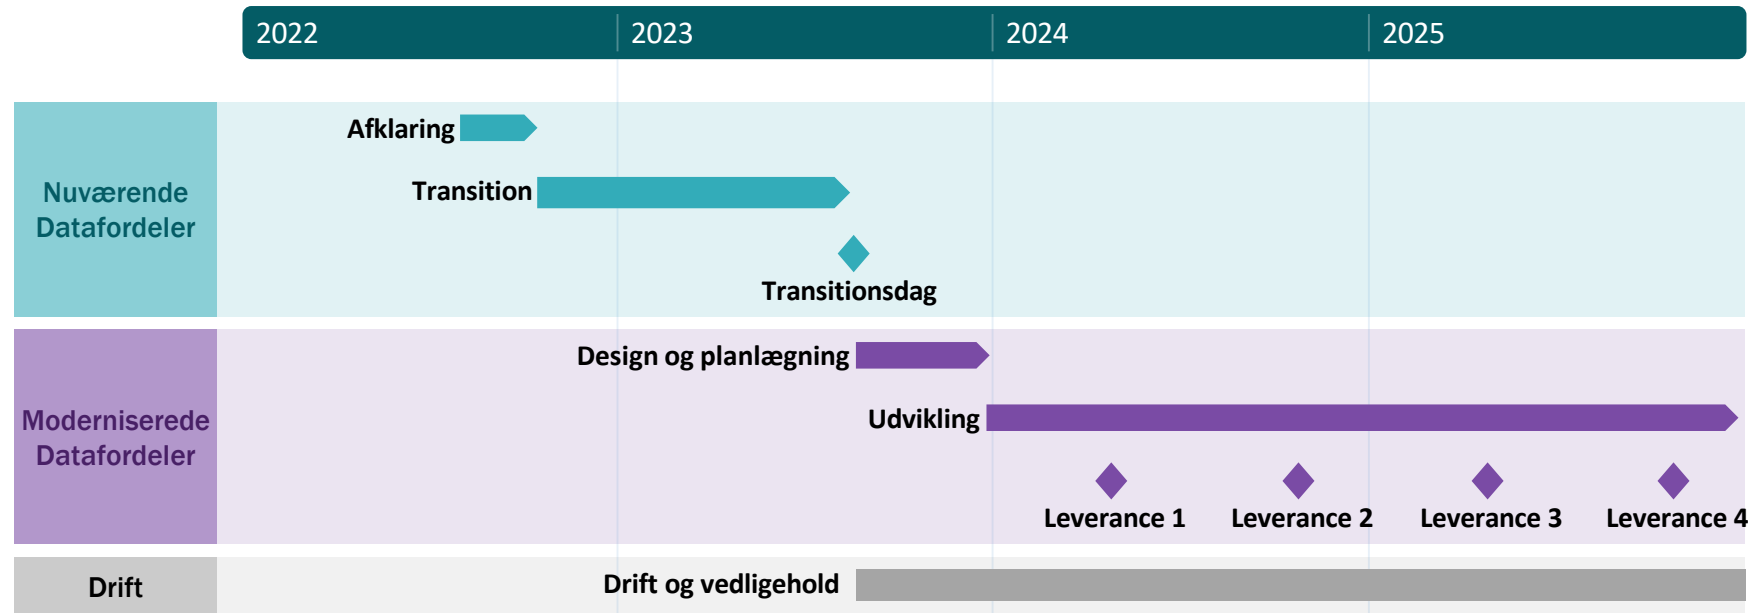 2022 2023 2024 2025
Afklaring
Nuværende
Datafordeler
Transition
Transitionsdag
Moderniserede
Datafordeler
Design og planlægning
Udvikling
Leverance 1 Leverance 2 Leverance 3 Leverance 4
Drift
Drift og vedligehold